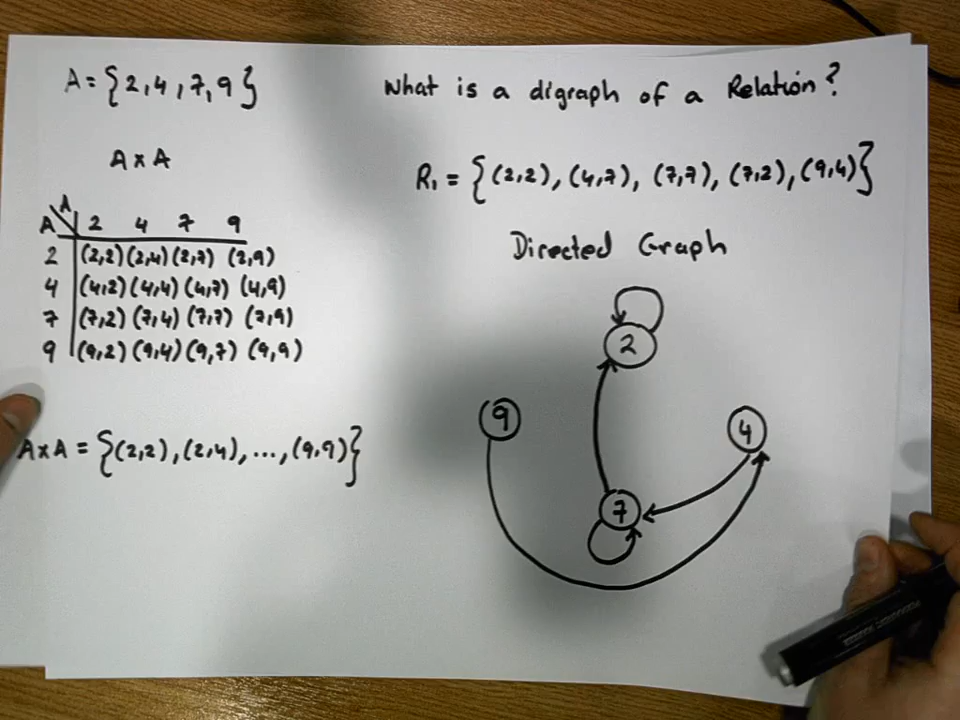 A = {2,4,7,9}
What is a digraph of a Relation?
A x A
R₁ = {(2,2), (4,7), (7,7), (7,2), (9,4)}
A
A 2 4 7 9
2 (2,2) (2,4) (2,7) (2,9)
4 (4,2) (4,4) (4,7) (4,9)
7 (7,2) (7,4) (7,7) (7,9)
9 (9,2) (9,4) (9,7) (9,9)
A x A = {(2,2), (2,4), ..., (9,9)}
Directed Graph
2
9
4
7